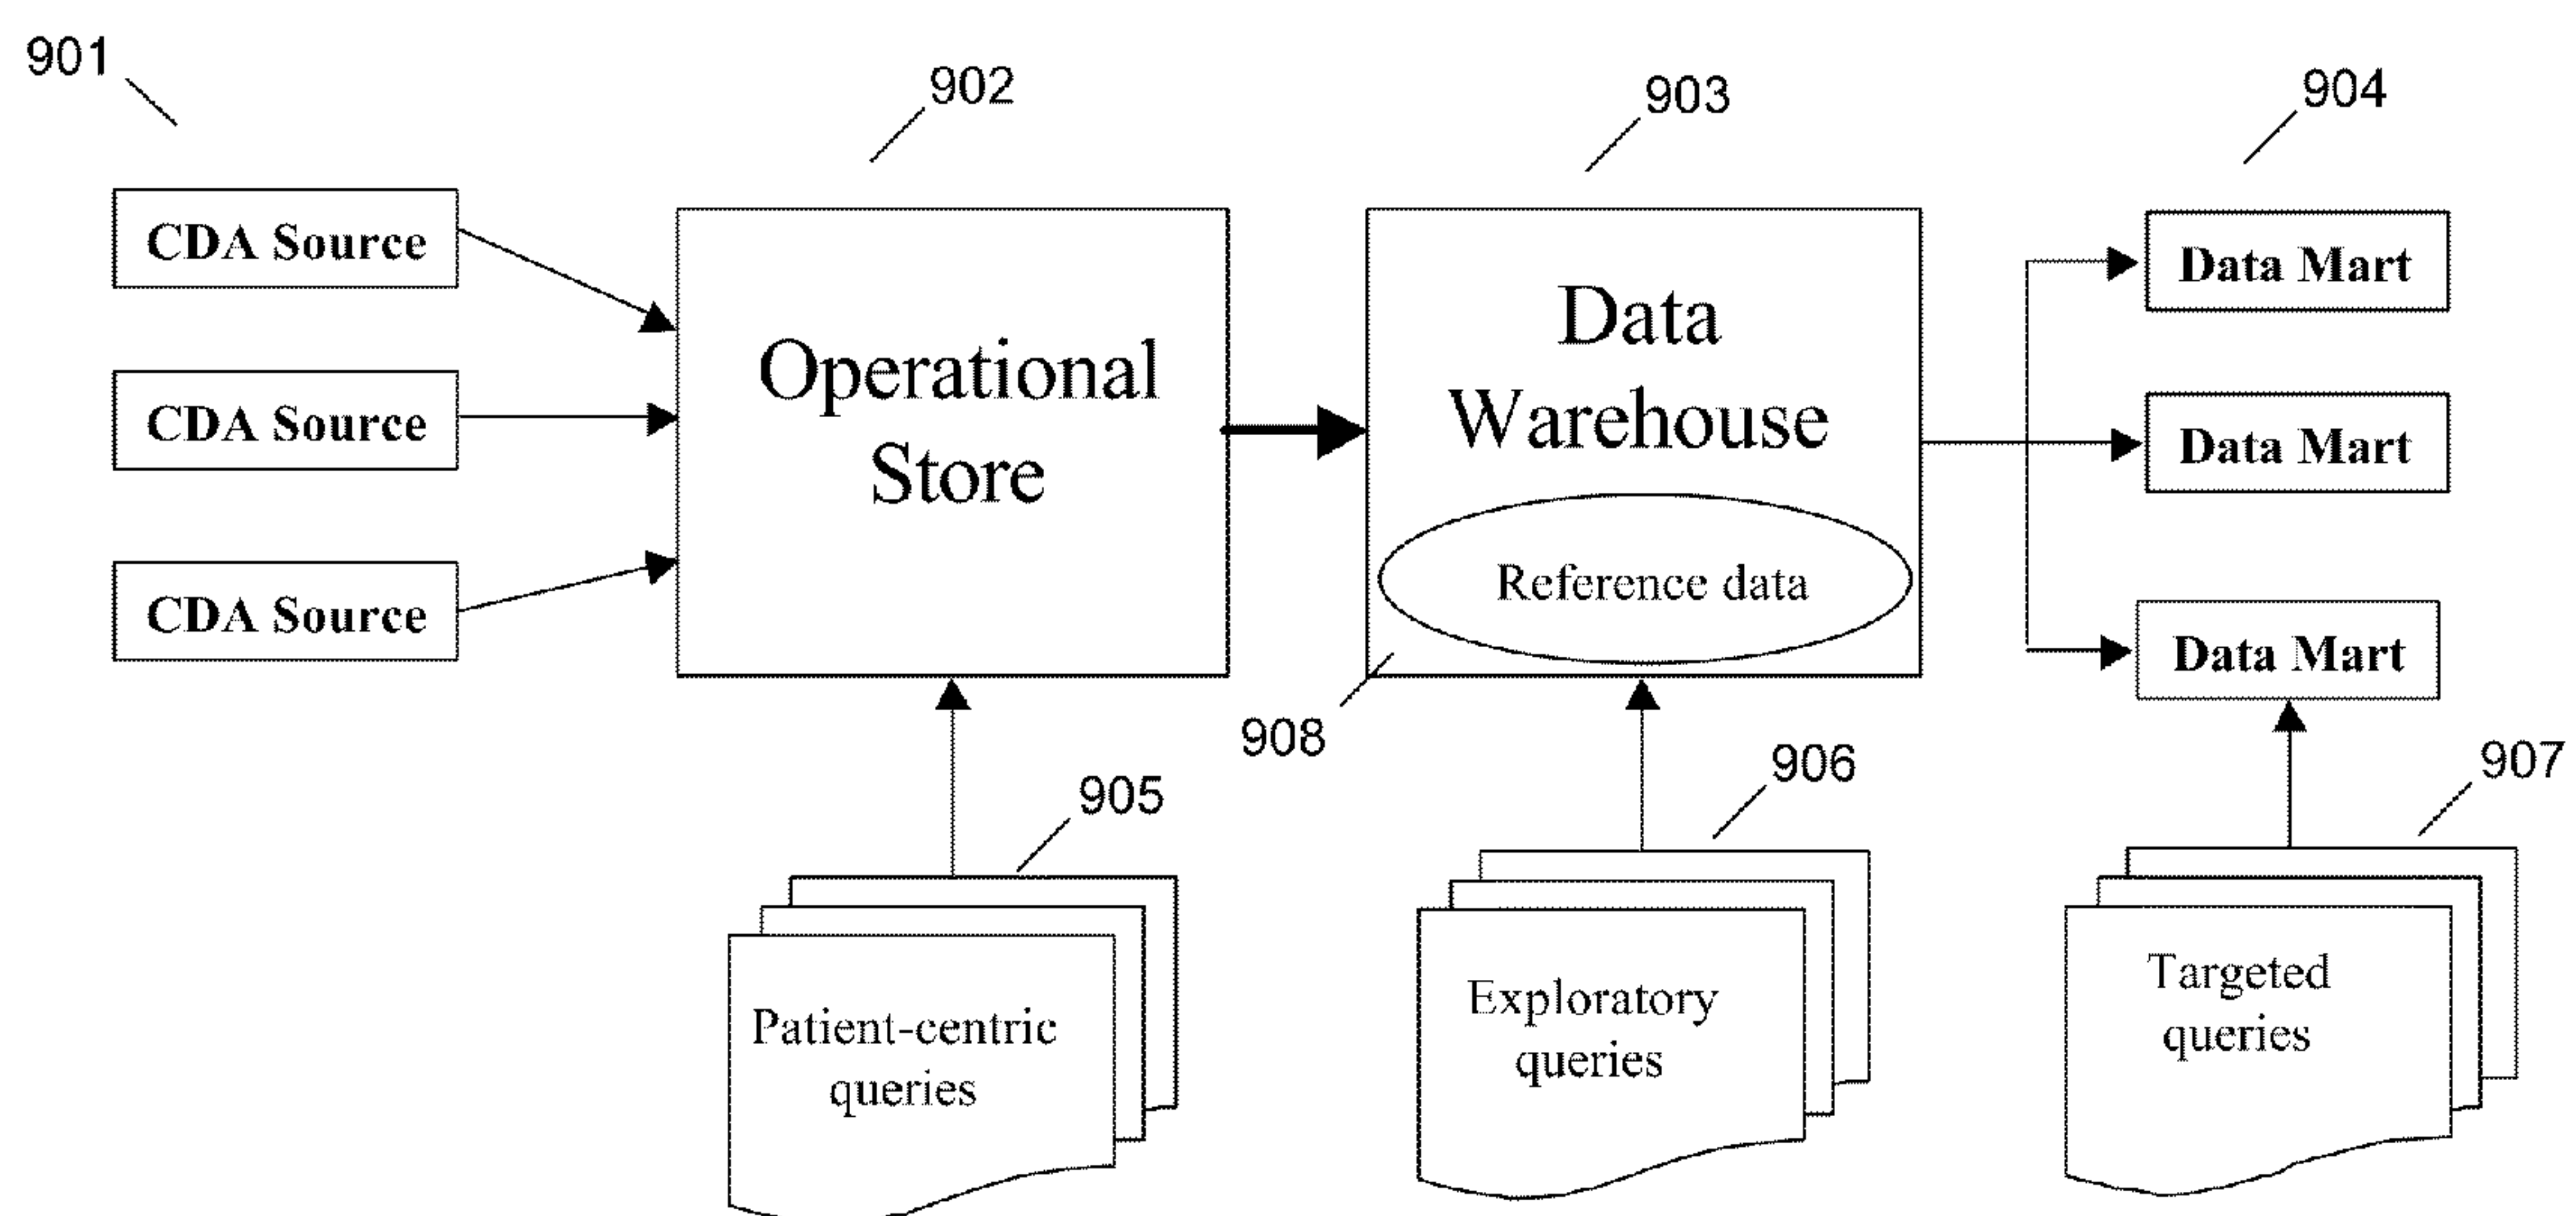 901
902
903
904
CDA Source
CDA Source
CDA Source
Operational
Store
Data
Warehouse
Reference data
Data Mart
Data Mart
Data Mart
908
905
906
907
Patient-centric
queries
Exploratory
queries
Targeted
queries